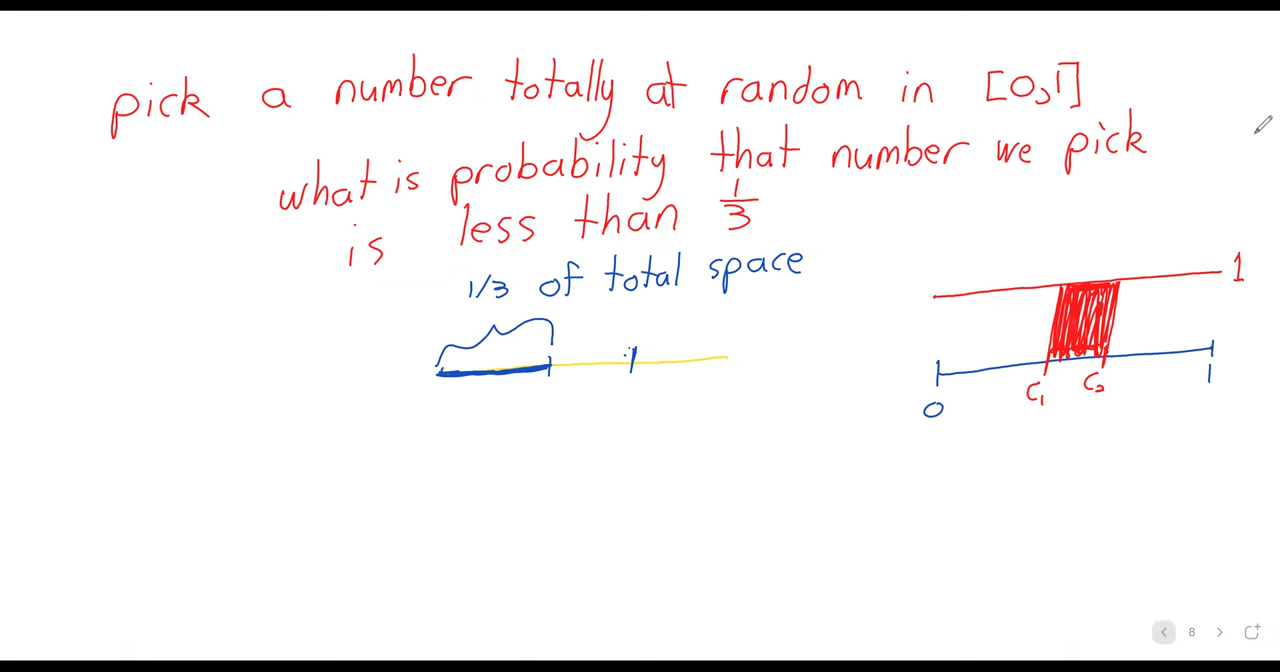 pick a number totally at random in [0,1]
what is probability that number we pick
is less than 1/3
1/3 of total space
1
C₁ C₂
0 1
8